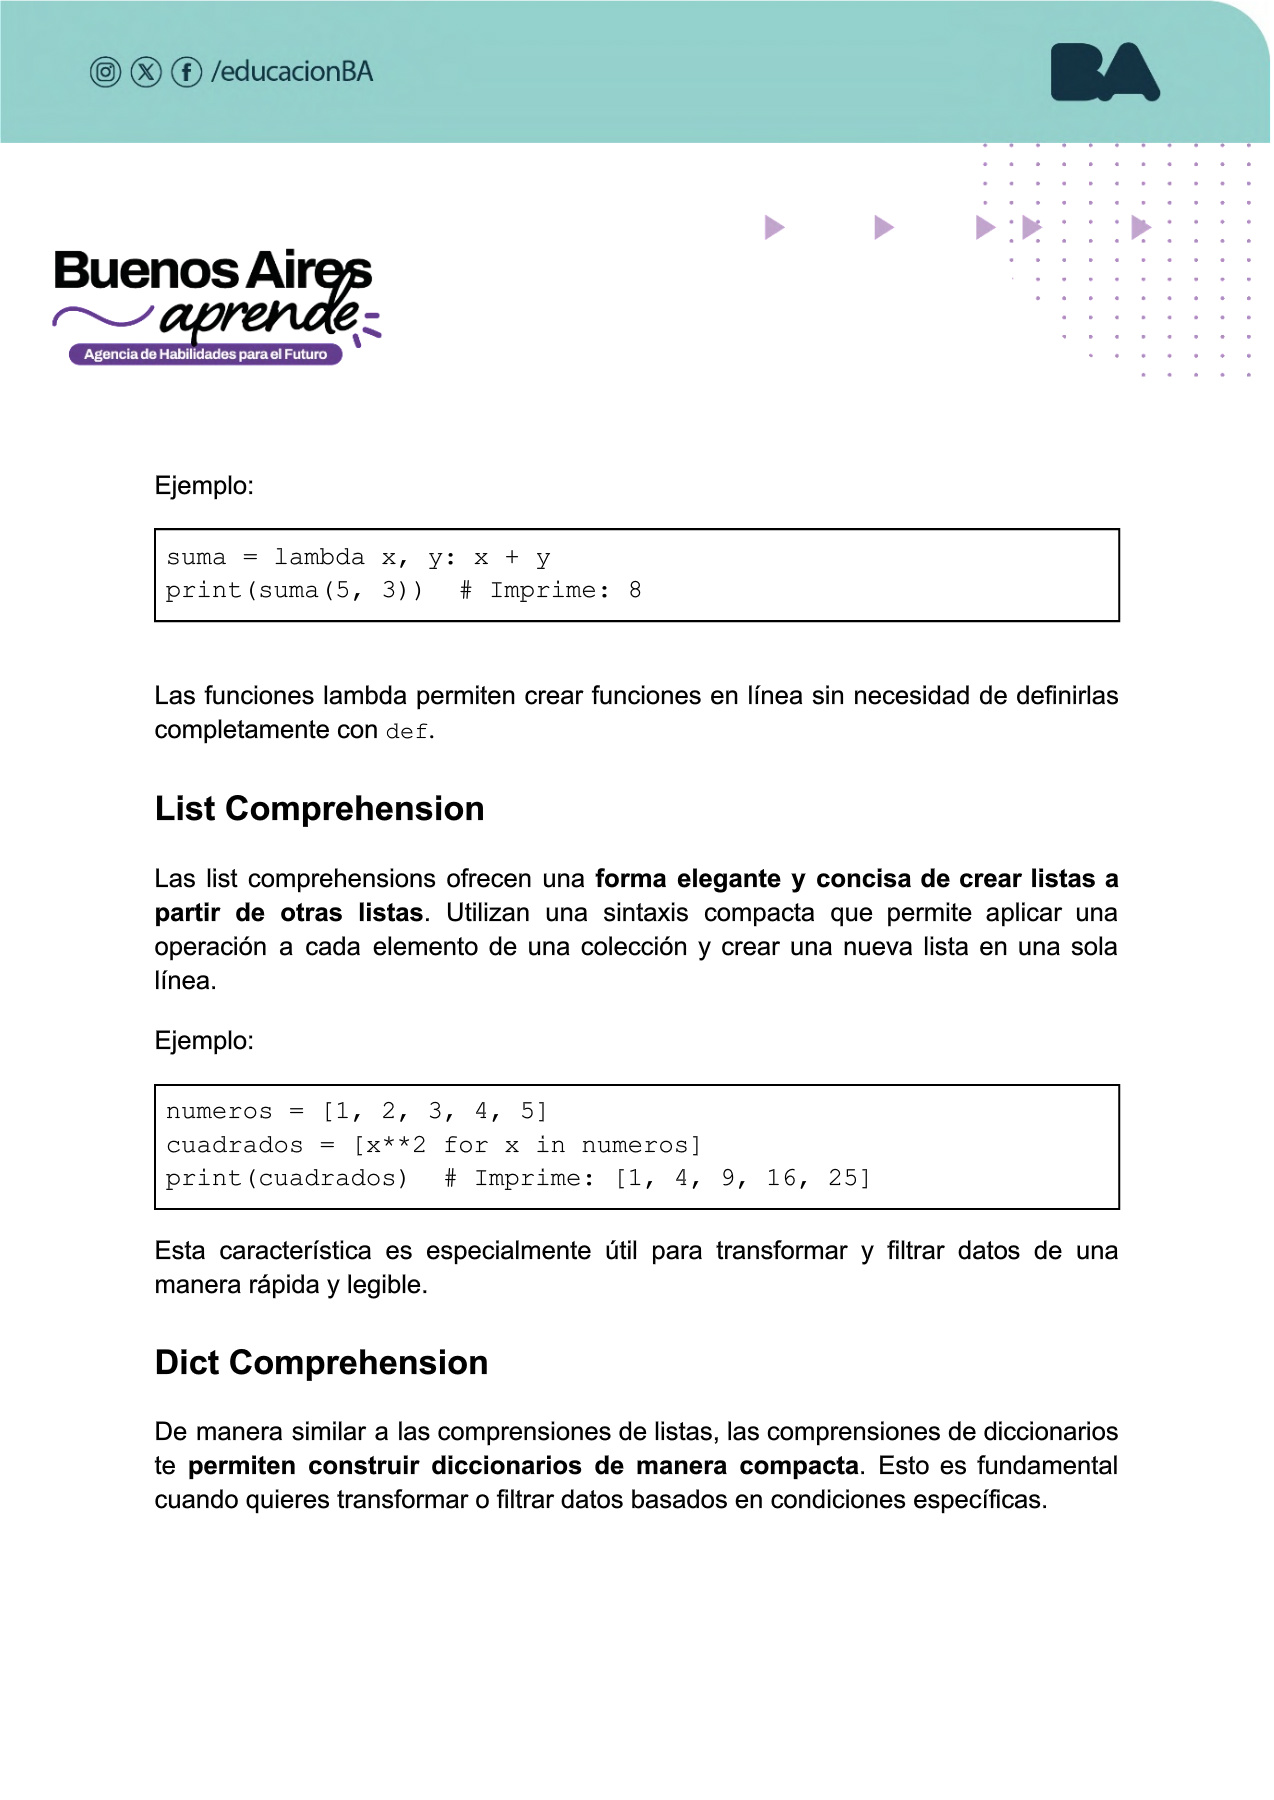 /educacionBA
BA
Buenos Aires
aprende
Agencia de Habilidades para el Futuro
Ejemplo:
suma = lambda x, y: x + y
print(suma(5, 3))  # Imprime: 8
Las funciones lambda permiten crear funciones en línea sin necesidad de definirlas
completamente con def.
List Comprehension
Las list comprehensions ofrecen una forma elegante y concisa de crear listas a
partir de otras listas. Utilizan una sintaxis compacta que permite aplicar una
operación a cada elemento de una colección y crear una nueva lista en una sola
línea.
Ejemplo:
numeros = [1, 2, 3, 4, 5]
cuadrados = [x**2 for x in numeros]
print(cuadrados)  # Imprime: [1, 4, 9, 16, 25]
Esta característica es especialmente útil para transformar y filtrar datos de una
manera rápida y legible.
Dict Comprehension
De manera similar a las comprensiones de listas, las comprensiones de diccionarios
te permiten construir diccionarios de manera compacta. Esto es fundamental
cuando quieres transformar o filtrar datos basados en condiciones específicas.